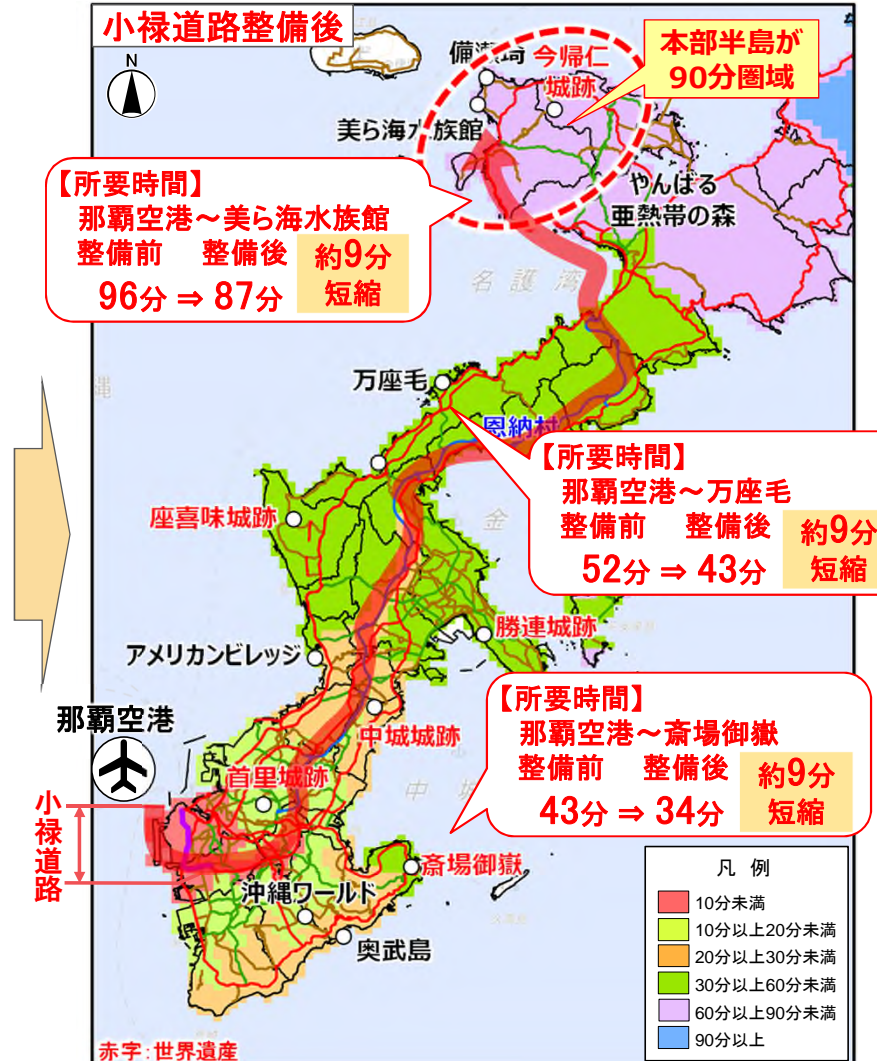 小禄道路整備後
N
備瀬崎
今帰仁
城跡
本部半島が
90分圏域
美ら海水族館
【所要時間】
那覇空港～美ら海水族館
整備前 整備後
96分 ⇒ 87分
約9分
短縮
やんばる
亜熱帯の森
名護湾
万座毛
恩納村
【所要時間】
那覇空港～万座毛
整備前 整備後
52分 ⇒ 43分
約9分
短縮
座喜味城跡
金
勝連城跡
アメリカンビレッジ
【所要時間】
那覇空港～斎場御嶽
整備前 整備後
43分 ⇒ 34分
約9分
短縮
那覇空港
中城城跡
首里城跡
中城
小禄道路
斎場御嶽
沖縄ワールド
奥武島
凡例
10分未満
10分以上20分未満
20分以上30分未満
30分以上60分未満
60分以上90分未満
90分以上
赤字：世界遺産